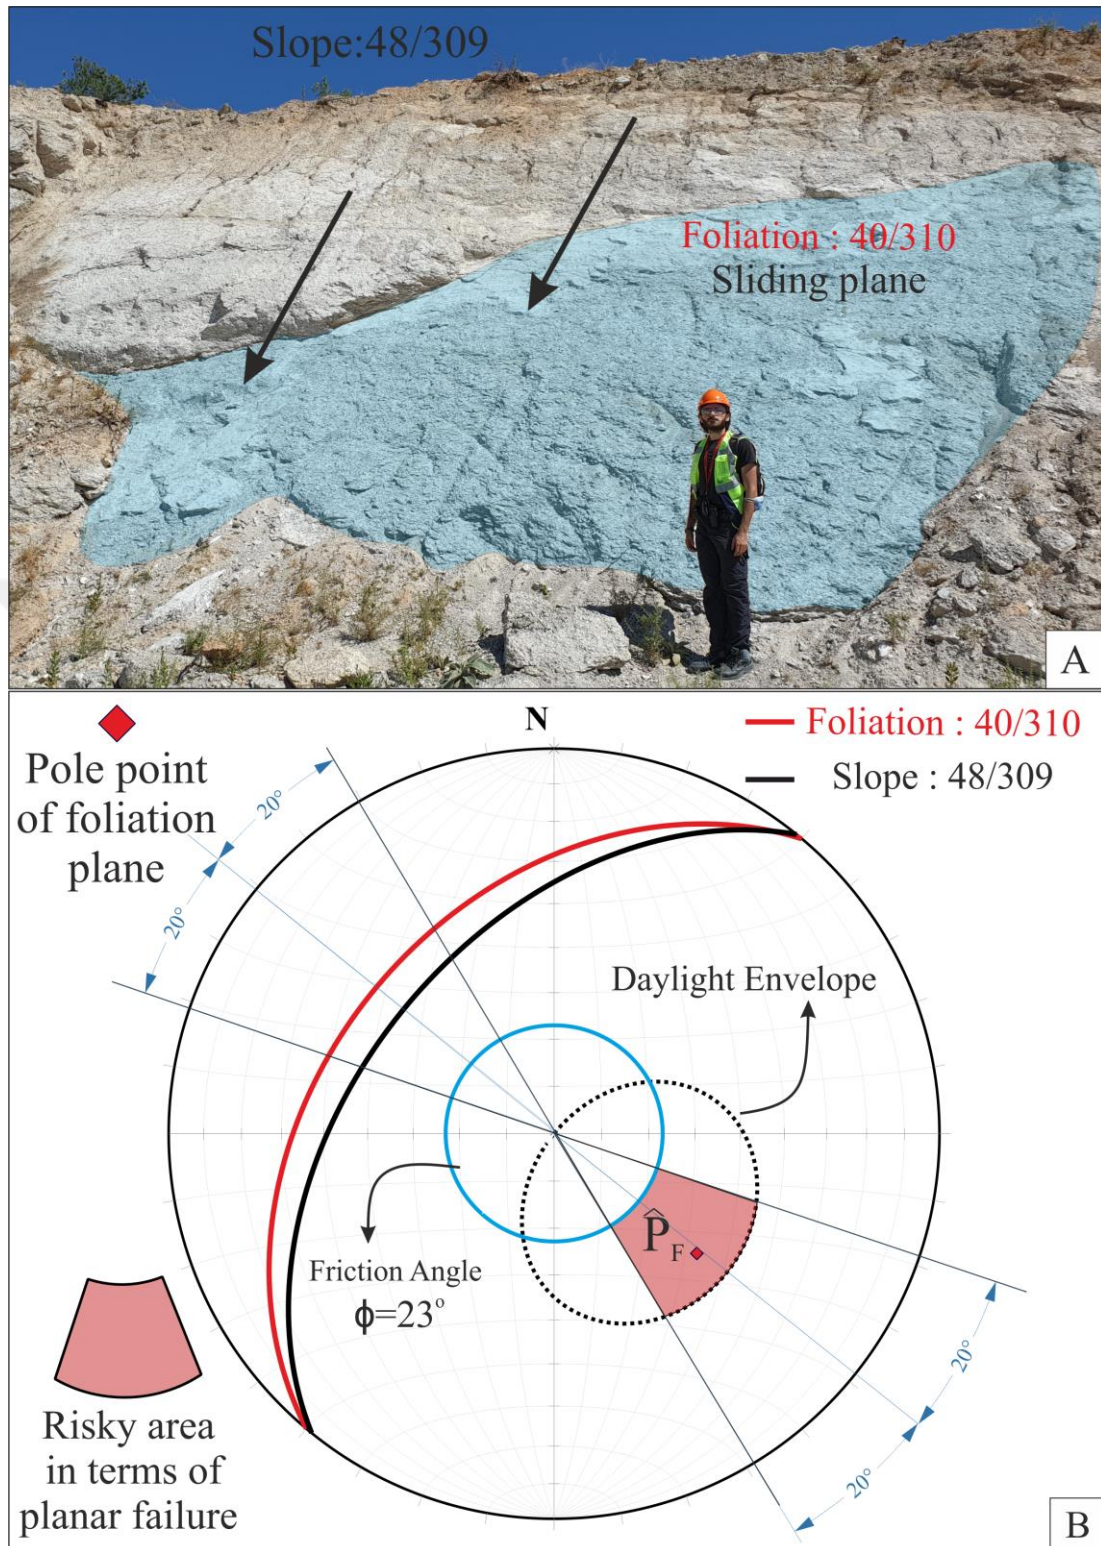 Slope:48/309
Foliation : 40/310
Sliding plane
A
N
Foliation : 40/310
Slope : 48/309
Pole point
of foliation
plane
20°
20°
Daylight Envelope
P̂F
Friction Angle
ϕ=23°
20°
20°
Risky area
in terms of
planar failure
B